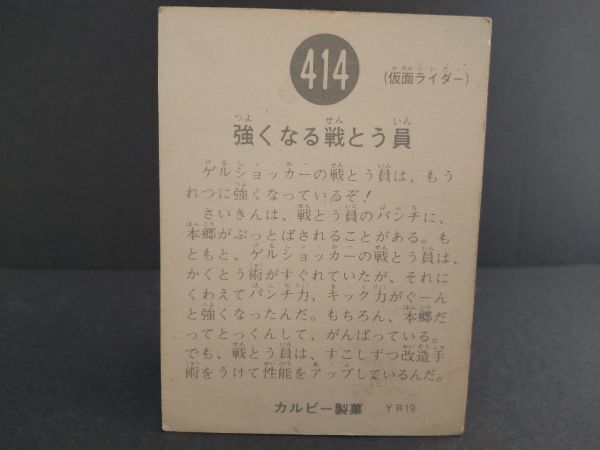 414
(仮面ライダー)
強くなる戦とう員
ゲルショッカーの戦とう員は、もう
れつに強くなっているぞ!
さいきんは、戦とう員のパンチに、
本郷がぶっとばされることがある。も
ともと、ゲルショッカーの戦とう員は、
かくとう術がすぐれていたが、それに
くわえてパンチ力、キック力がぐーん
と強くなったんだ。もちろん、本郷だ
ってとっくんして、がんばっている。
でも、戦とう員は、すこしずつ改造手
術をうけて性能をアップしているんだ。
カルビー製菓 YR19